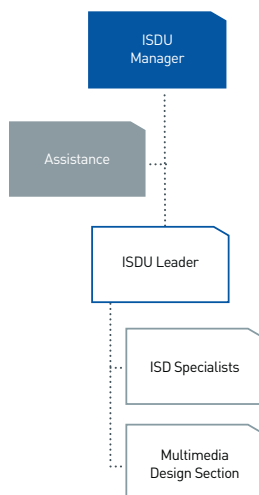 ISDU
Manager
Assistance
ISDU Leader
ISD Specialists
Multimedia
Design Section